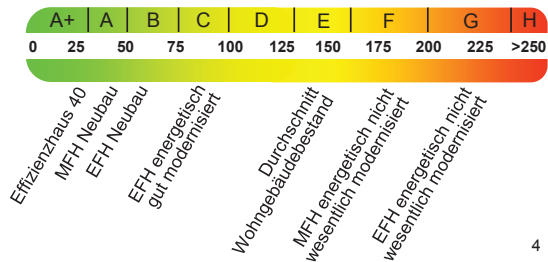 A+ A B C D E F G H
0 25 50 75 100 125 150 175 200 225 >250
Effizienzhaus 40
MFH Neubau
EFH Neubau
EFH energetisch
gut modernisiert
Durchschnitt
Wohngebäudebestand
MFH energetisch nicht
wesentlich modernisiert
EFH energetisch nicht
wesentlich modernisiert
4